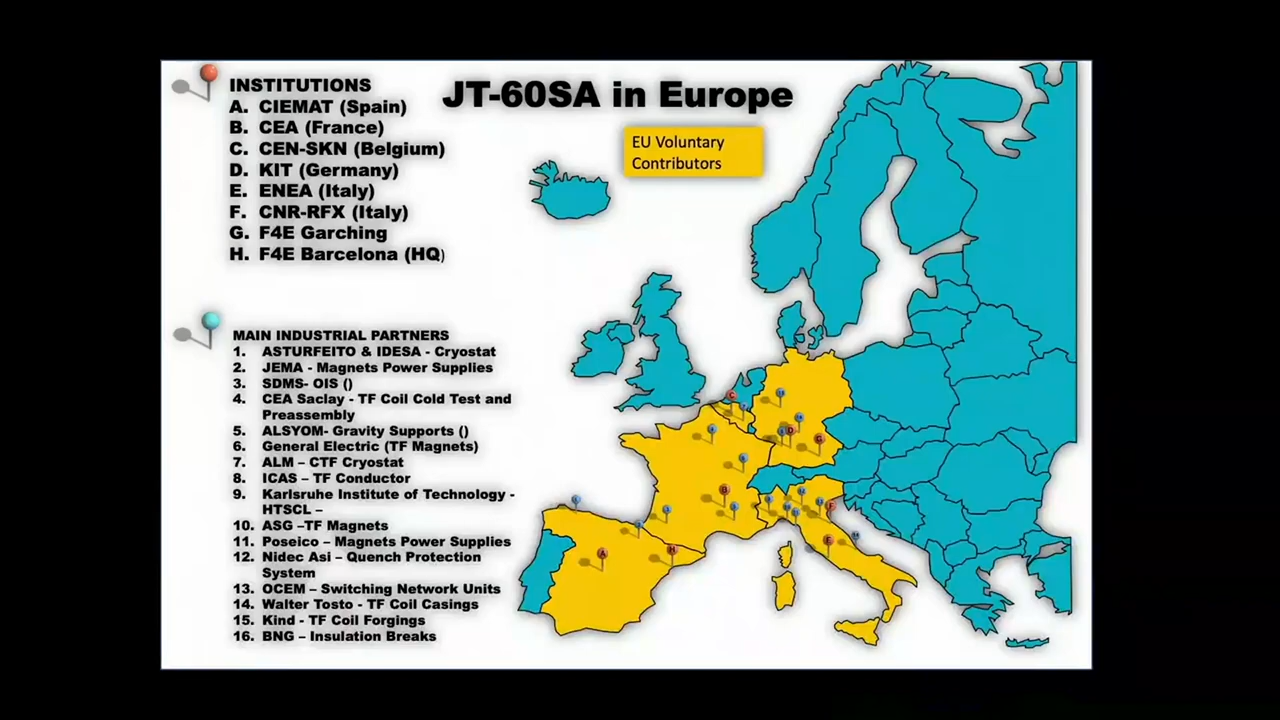 JT-60SA in Europe
EU Voluntary
Contributors
INSTITUTIONS
A. CIEMAT (Spain)
B. CEA (France)
C. CEN-SKN (Belgium)
D. KIT (Germany)
E. ENEA (Italy)
F. CNR-RFX (Italy)
G. F4E Garching
H. F4E Barcelona (HQ)
MAIN INDUSTRIAL PARTNERS
1. ASTURFEITO & IDESA - Cryostat
2. JEMA - Magnets Power Supplies
3. SDMS- OIS ()
4. CEA Saclay - TF Coil Cold Test and
Preassembly
5. ALSYOM- Gravity Supports ()
6. General Electric (TF Magnets)
7. ALM – CTF Cryostat
8. ICAS – TF Conductor
9. Karlsruhe Institute of Technology -
HTSCL –
10. ASG –TF Magnets
11. Poseico – Magnets Power Supplies
12. Nidec Asi – Quench Protection
System
13. OCEM – Switching Network Units
14. Walter Tosto - TF Coil Casings
15. Kind - TF Coil Forgings
16. BNG – Insulation Breaks
C
D
G
B
F
E
H
A